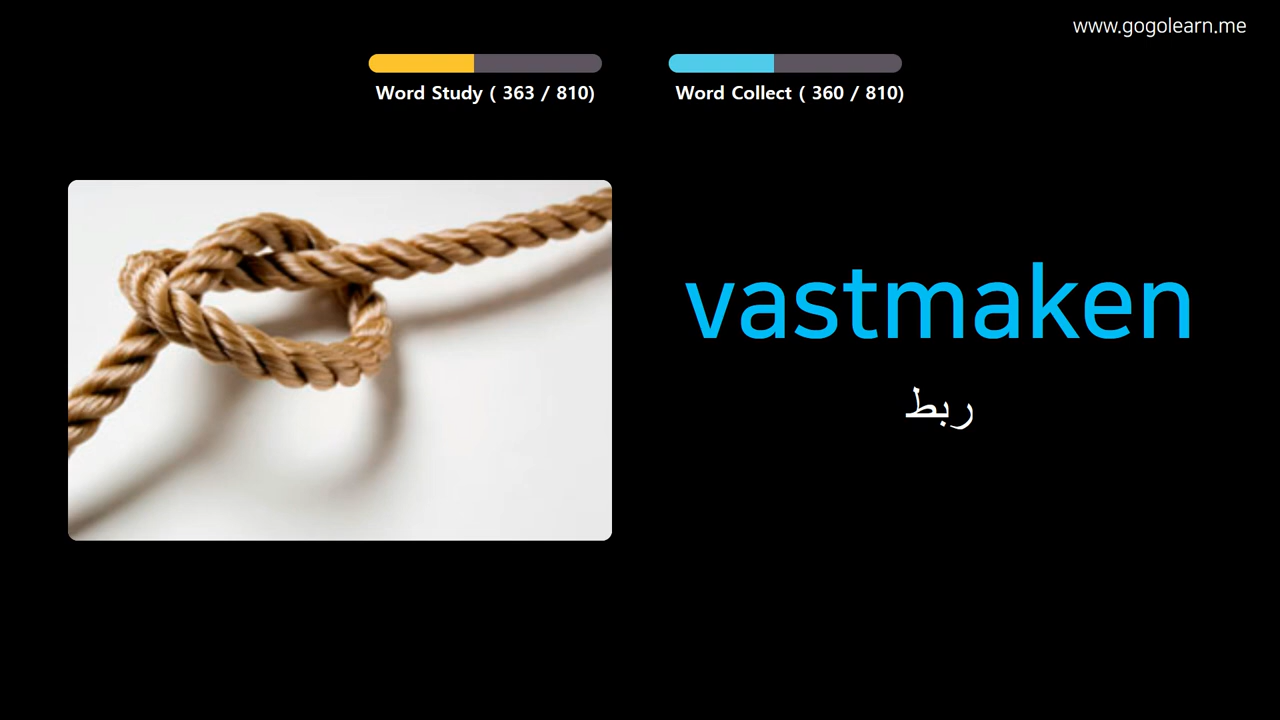 www.gogolearn.me
Word Study ( 363 / 810)
Word Collect ( 360 / 810)
vastmaken
ربط